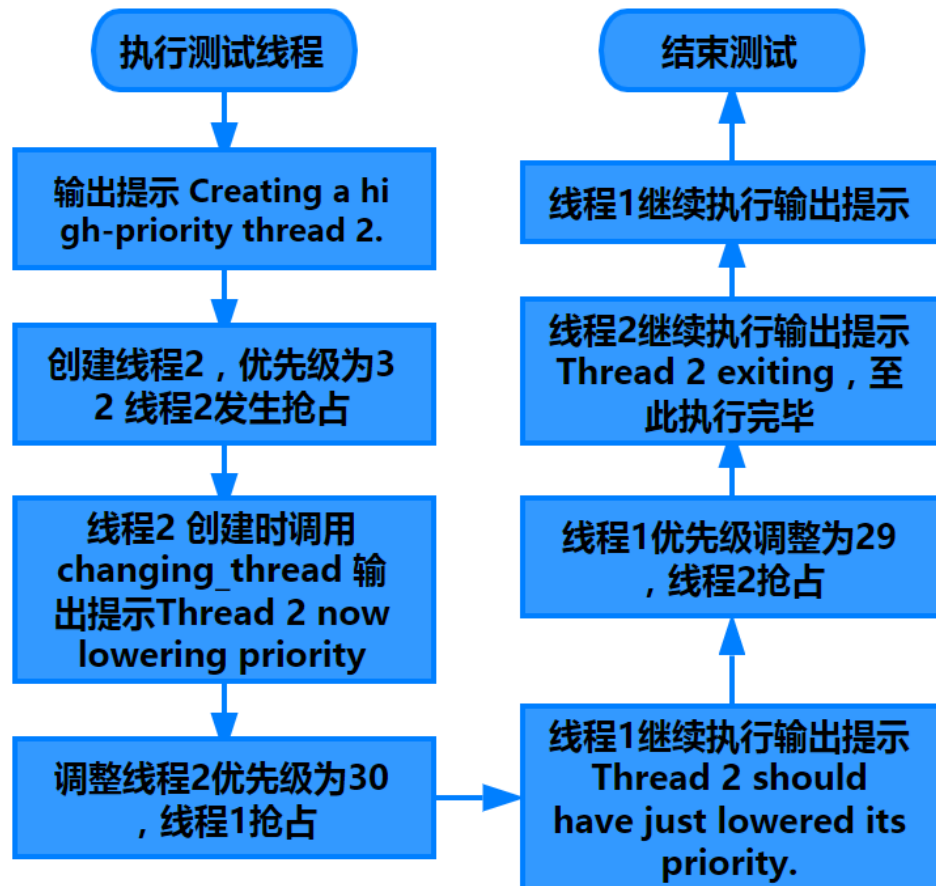 执行测试线程
输出提示 Creating a hi
gh-priority thread 2.
创建线程2，优先级为3
2 线程2发生抢占
线程2 创建时调用
changing_thread 输
出提示Thread 2 now
lowering priority
调整线程2优先级为30
，线程1抢占
线程1继续执行输出提示
Thread 2 should
have just lowered its
priority.
线程1优先级调整为29
，线程2抢占
线程2继续执行输出提示
Thread 2 exiting，至
此执行完毕
线程1继续执行输出提示
结束测试